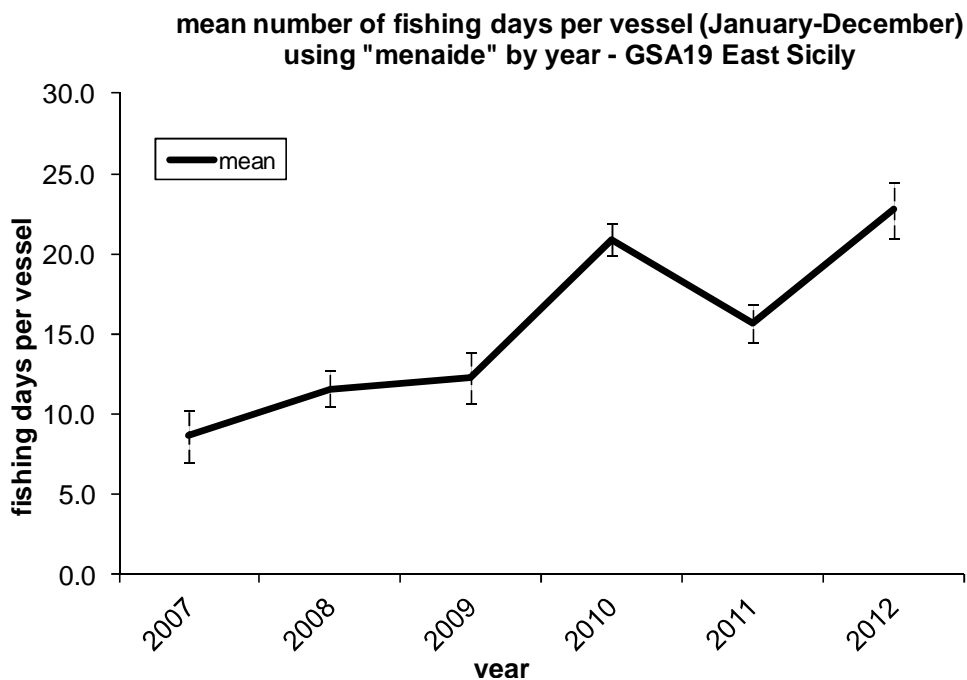 mean number of fishing days per vessel (January-December)
using "menaide" by year - GSA19 East Sicily
30.0
mean
25.0
20.0
15.0
10.0
5.0
0.0
fishing days per vessel
2007
2008
2009
2010
2011
2012
year